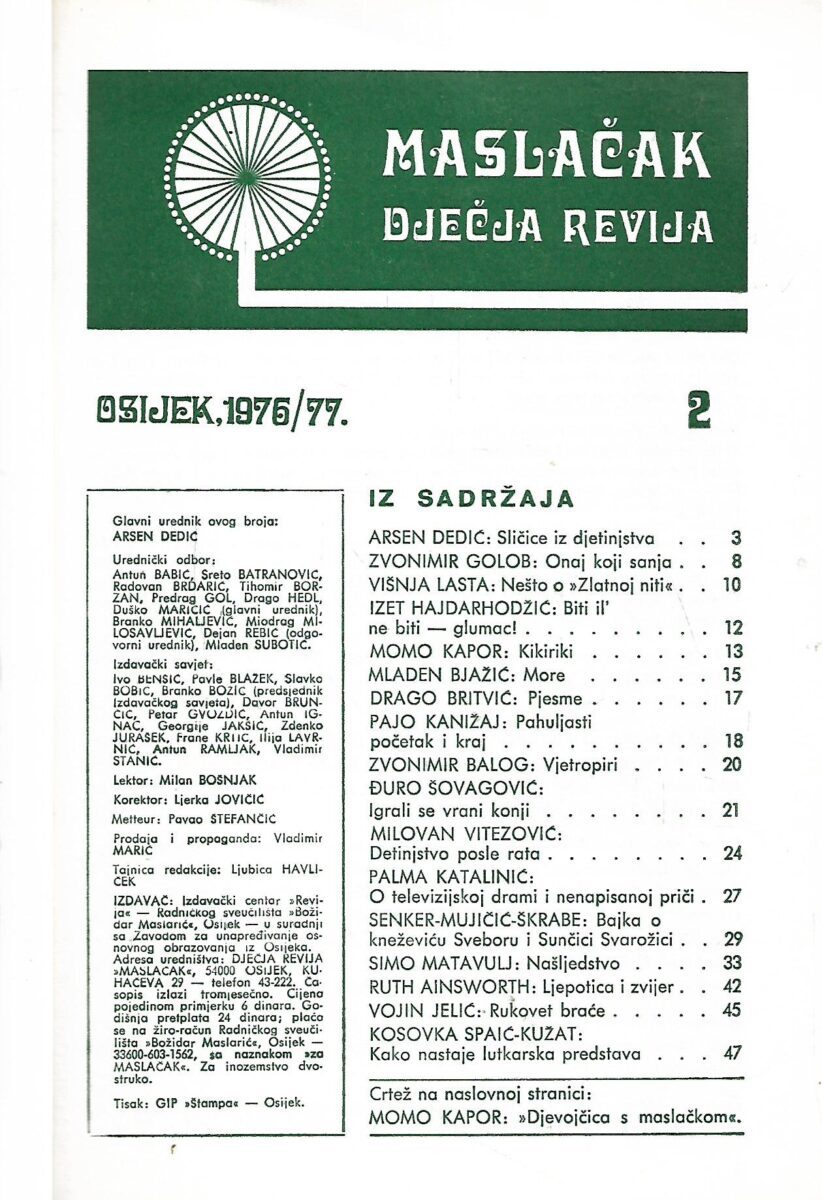 MASLAČAK
DJEČJA REVIJA
OSIJEK, 1976/77.
2
Glavni urednik ovog broja:
ARSEN DEDIĆ
Urednički odbor:
Antun BABIĆ, Sreto BATRANOVIĆ,
Radovan BRDARIĆ, Tihomir BOR-
ZAN, Predrag GOL, Drago HEDL,
Duško MARIČIĆ (glavni urednik),
Branko MIHALJEVIĆ, Miodrag MI-
LOSAVLJEVIĆ, Dejan REBIĆ (odgo-
vorni urednik), Mladen SUBOTIĆ.
Izdavački savjet:
Ivo BENŠIĆ, Pavle BLAŽEK, Slavko
BOBIĆ, Branko BOŽIĆ (predsjednik
Izdavačkog savjeta), Davor BRUN-
ČIĆ, Petar GVOZDIĆ, Antun IG-
NAC, Georgije JAKŠIĆ, Zdenko
JURAŠEK, Frane KRTIĆ, Ilija LAVR-
NIĆ, Antun RAMLJAK, Vladimir
STANIĆ.
Lektor: Milan BOŠNJAK
Korektor: Ljerka JOVIČIĆ
Metteur: Pavao ŠTEFANČIĆ
Prodaja i propaganda: Vladimir
MARIĆ
Tajnica redakcije: Ljubica HAVLI-
ČEK
IZDAVAČ: Izdavački centar »Revi-
ja« — Radničkog sveučilišta »Boži-
dar Maslarić«, Osijek — u suradnji
sa Zavodom za unapređivanje os-
novnog obrazovanja iz Osijeka.
Adresa uredništva: DJEČJA REVIJA
»MASLAČAK«, 54000 OSIJEK, KU-
HAČEVA 29 — telefon 43-222. Ča-
sopis izlazi tromjesečno. Cijena
pojedinom primjerku 6 dinara. Go-
dišnja pretplata 24 dinara; plaća
se na žiro-račun Radničkog sveuči-
lišta »Božidar Maslarić«, Osijek —
33600-603-1562, sa naznakom »za
MASLAČAK«. Za inozemstvo dvo-
struko.
Tisak: GIP »Štampa« — Osijek.
IZ SADRŽAJA
ARSEN DEDIĆ: Sličice iz djetinjstva . . 3
ZVONIMIR GOLOB: Onaj koji sanja . . 8
VIŠNJA LASTA: Nešto o »Zlatnoj niti« . . 10
IZET HAJDARHODŽIĆ: Biti il'
ne biti — glumac! . . . . . . . . . 12
MOMO KAPOR: Kikiriki . . . . . . 13
MLADEN BJAŽIĆ: More . . . . . . 15
DRAGO BRITVIĆ: Pjesme . . . . . . 17
PAJO KANIŽAJ: Pahuljasti
početak i kraj . . . . . . . . . . 18
ZVONIMIR BALOG: Vjetropiri . . . . 20
ĐURO ŠOVAGOVIĆ:
Igrali se vrani konji . . . . . . . . 21
MILOVAN VITEZOVIĆ:
Detinjstvo posle rata . . . . . . . . 24
PALMA KATALINIĆ:
O televizijskoj drami i nenapisanoj priči . 27
SENKER-MUJIČIĆ-ŠKRABE: Bajka o
kneževiću Sveboru i Sunčici Svarožici . . 29
SIMO MATAVULJ: Našljedstvo . . . . 33
RUTH AINSWORTH: Ljepotica i zvijer . . 42
VOJIN JELIĆ: Rukovet braće . . . . . 45
KOSOVKA SPAIĆ-KUŽAT:
Kako nastaje lutkarska predstava . . . 47
Crtež na naslovnoj stranici:
MOMO KAPOR: »Djevojčica s maslačkom«.